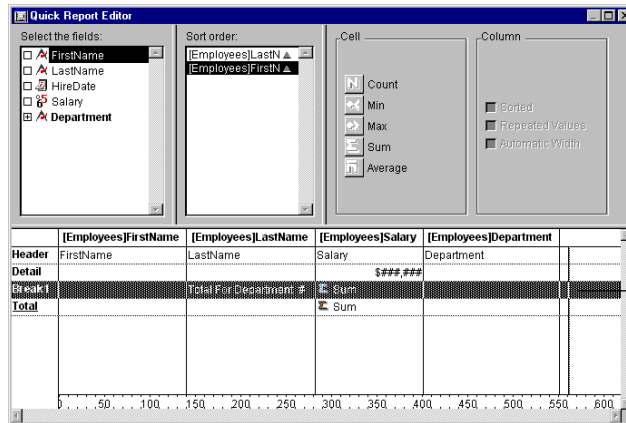 Quick Report Editor
Select the fields:
FirstName
LastName
HireDate
Salary
Department
Sort order:
[Employees]LastN
[Employees]FirstN
Cell
Count
Min
Max
Sum
Average
Column
Sorted
Repeated Values
Automatic Width
[Employees]FirstName [Employees]LastName [Employees]Salary [Employees]Department
Header FirstName LastName Salary Department
Detail $###,###
Break1 Total For Department # Sum
Total Sum
0 50 100 150 200 250 300 350 400 450 500 550 600